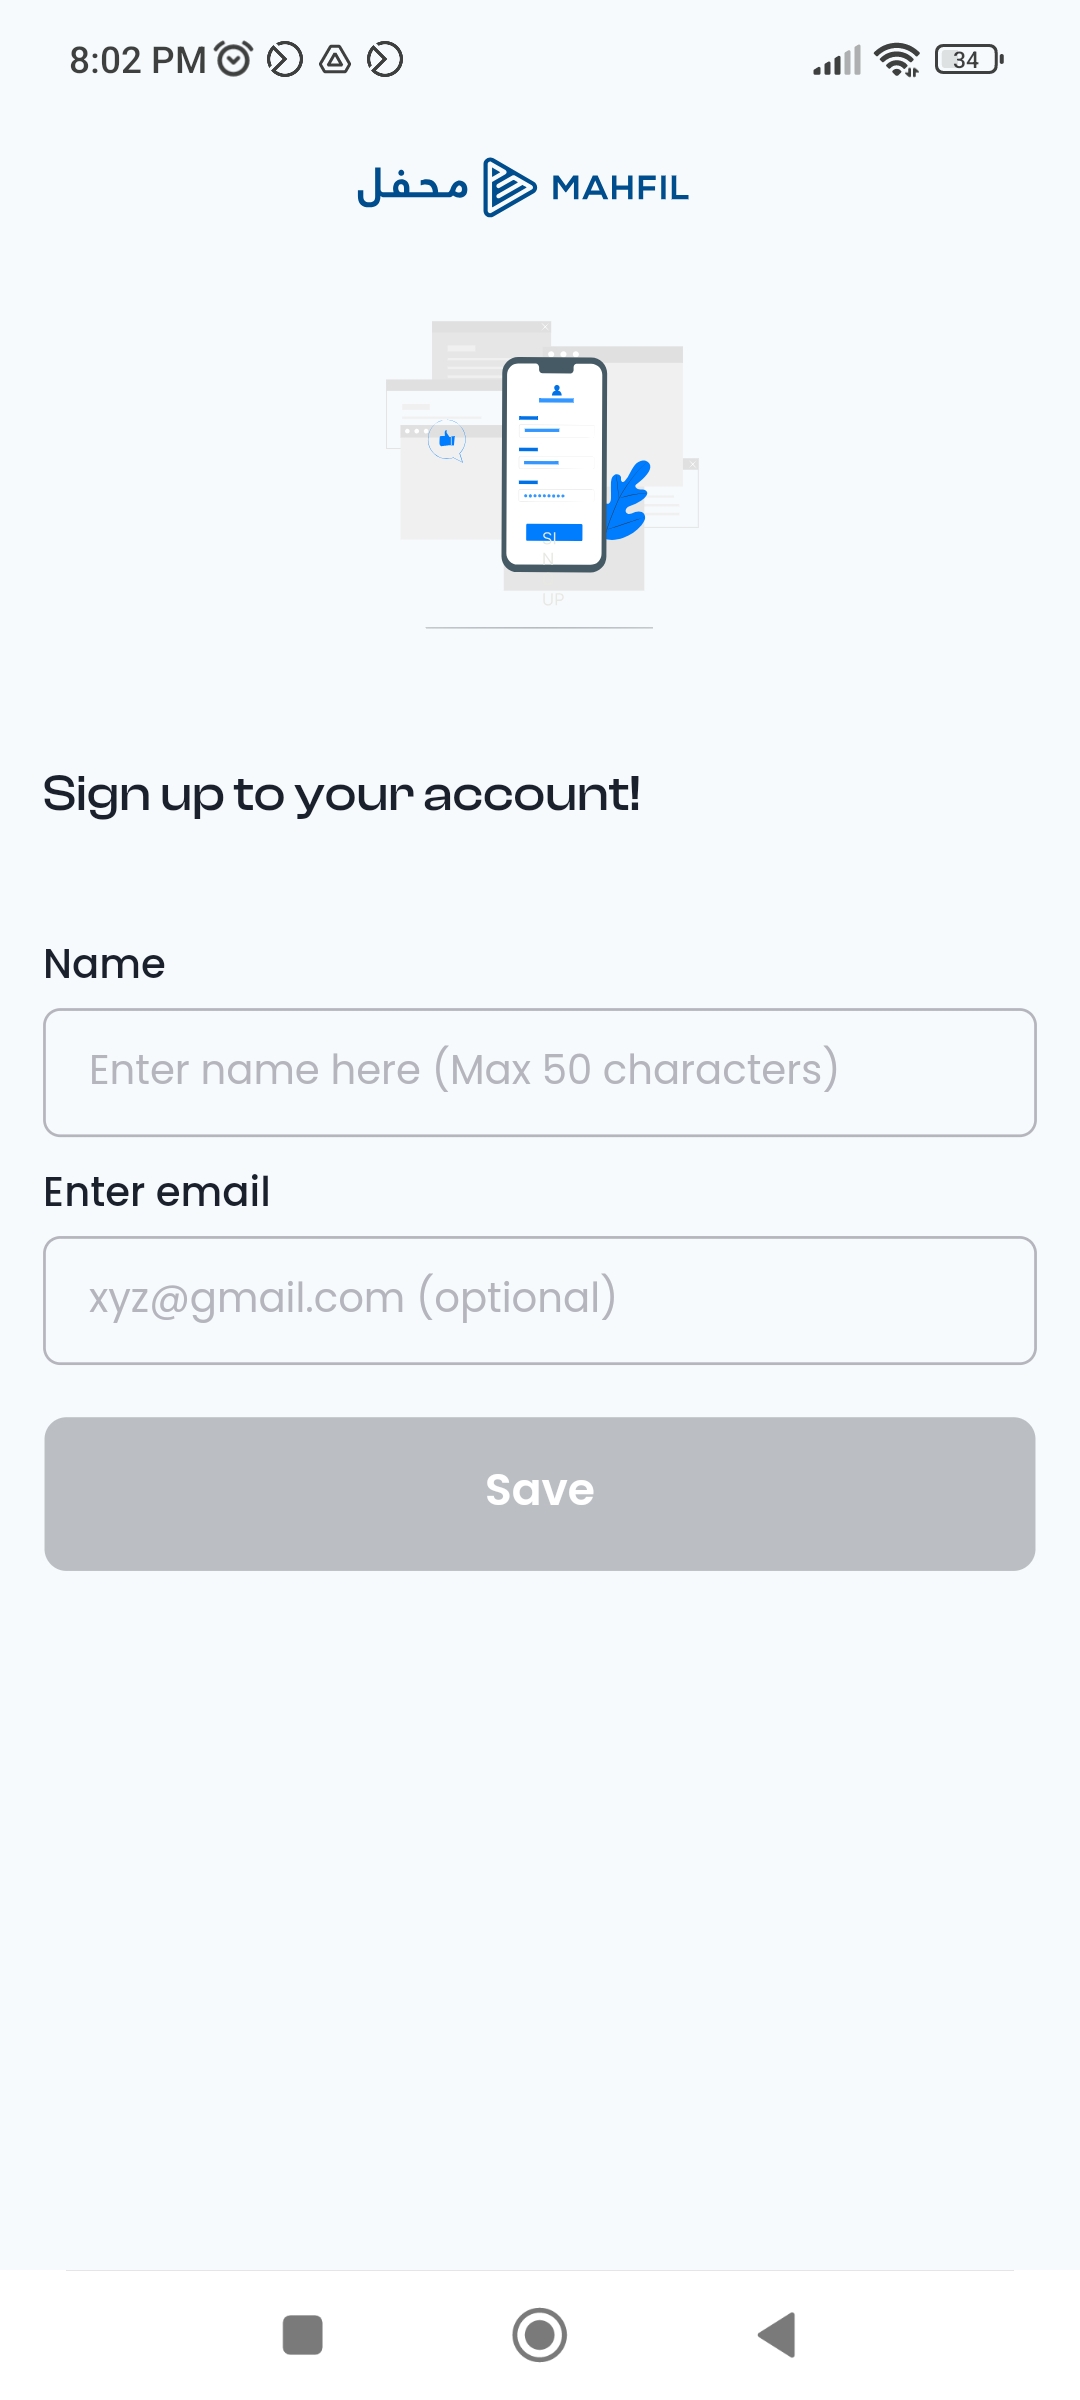 8:02 PM
34
محفل MAHFIL
SI
N
UP
Sign up to your account!
Name
Enter name here (Max 50 characters)
Enter email
xyz@gmail.com (optional)
Save